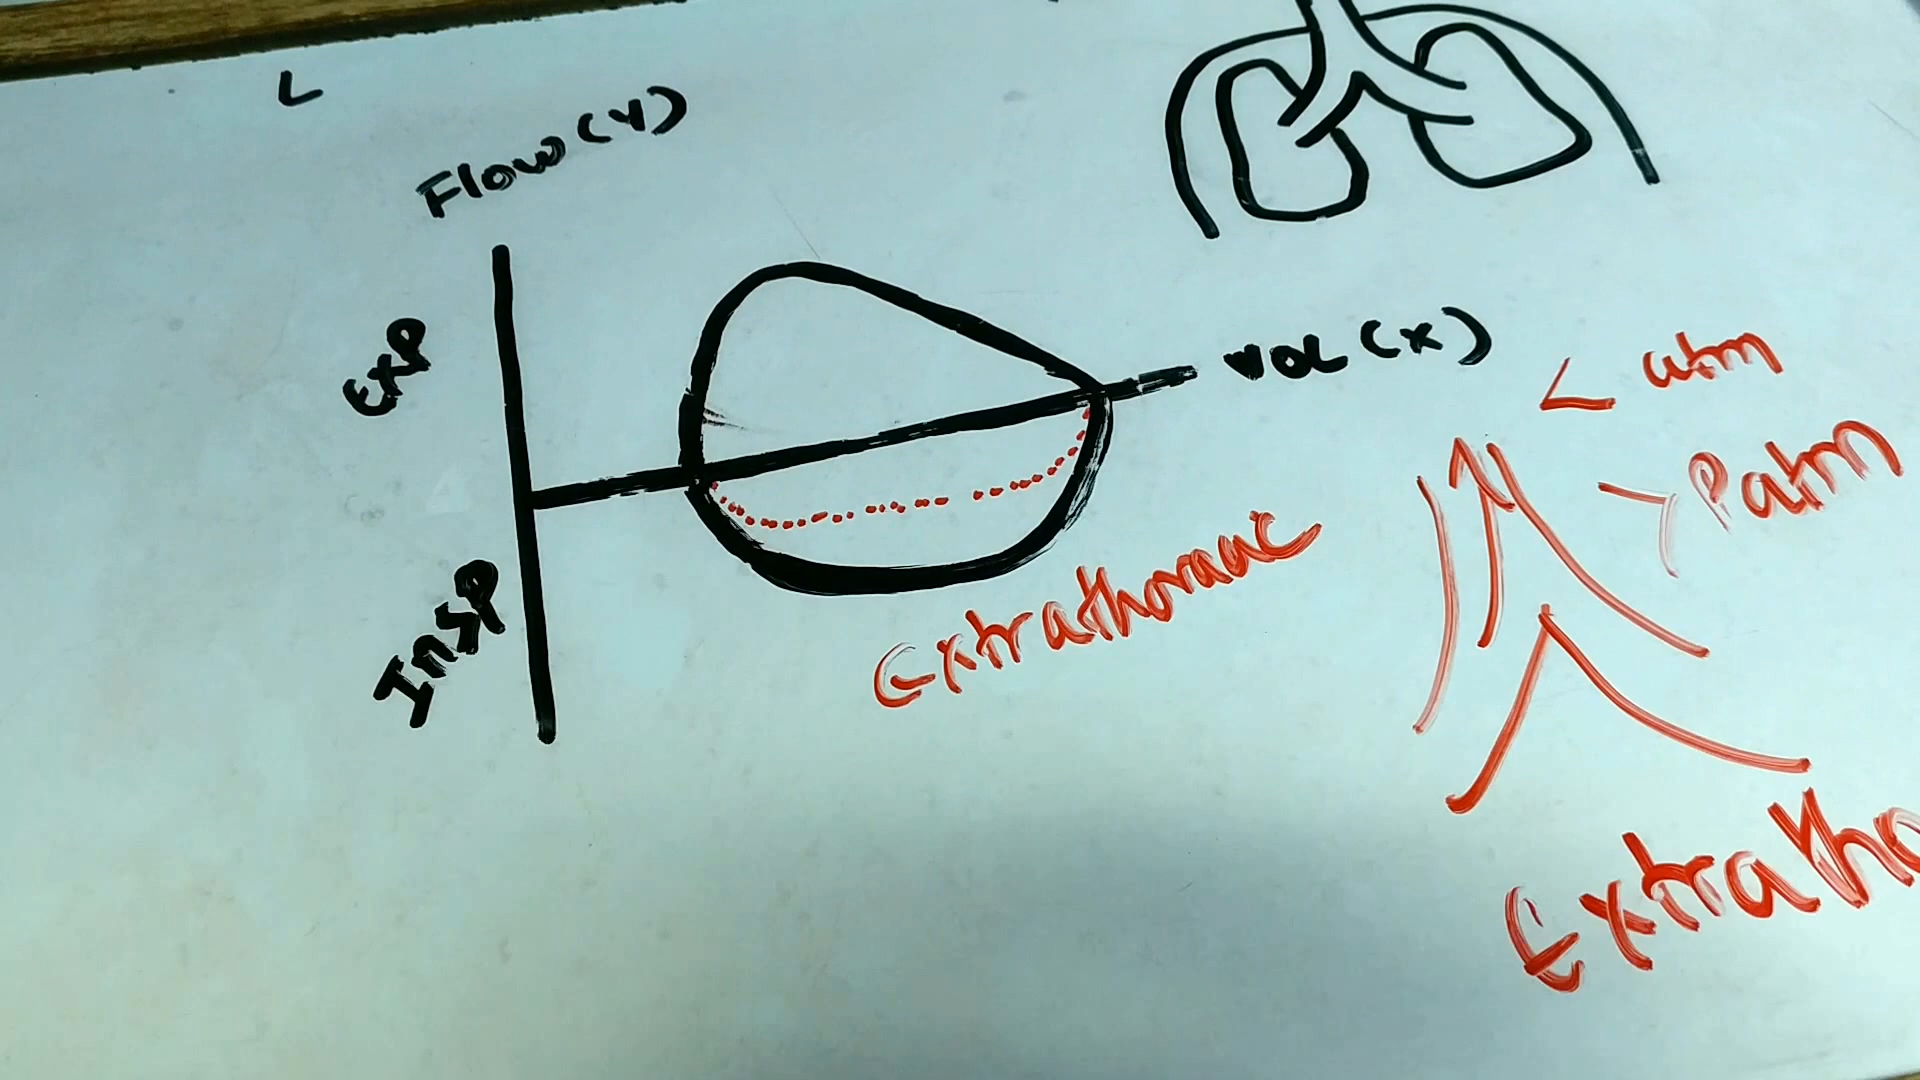 L
Flow (Y)
EXP
VOL (X)
< atm
> Patm
INSP
Extrathoracic
Extratho